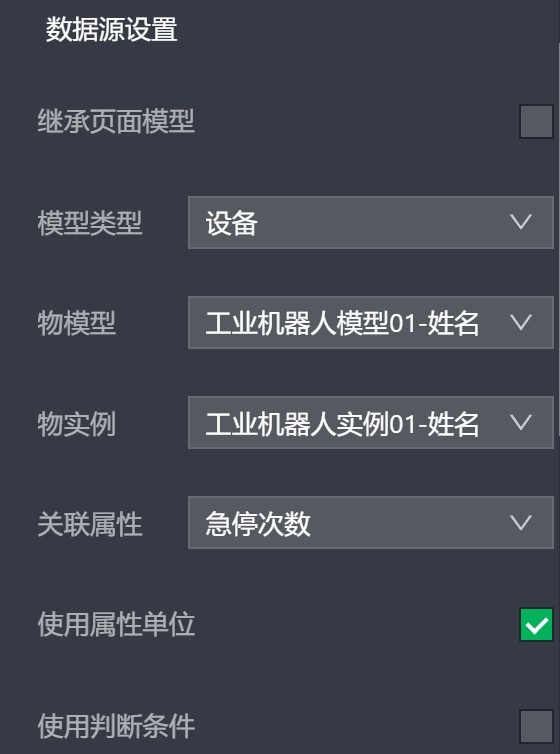 数据源设置
继承页面模型
模型类型 设备
物模型 工业机器人模型01-姓名
物实例 工业机器人实例01-姓名
关联属性 急停次数
使用属性单位
使用判断条件